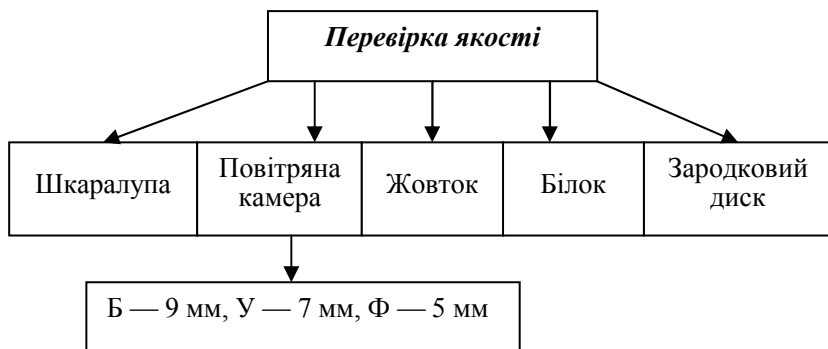 Перевірка якості
Шкаралупа
Повітряна
камера
Жовток
Білок
Зародковий
диск
Б — 9 мм, У — 7 мм, Ф — 5 мм